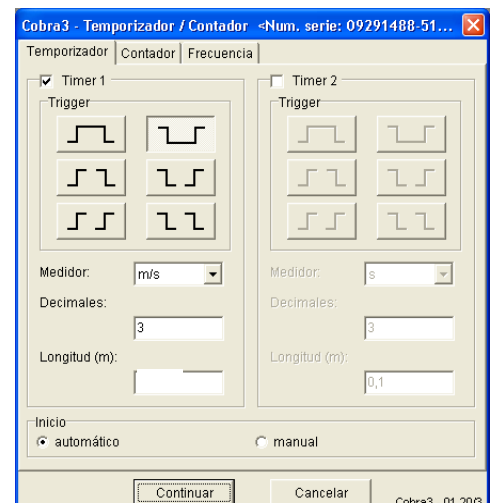 Cobra3 - Temporizador / Contador <Num. serie: 09291488-51...
Temporizador Contador Frecuencia
Timer 1 Timer 2
Trigger Trigger
Medidor: m/s Medidor: s
Decimales: Decimales:
3 3
Longitud (m): Longitud (m):
0,1
Inicio
automático manual
Continuar Cancelar